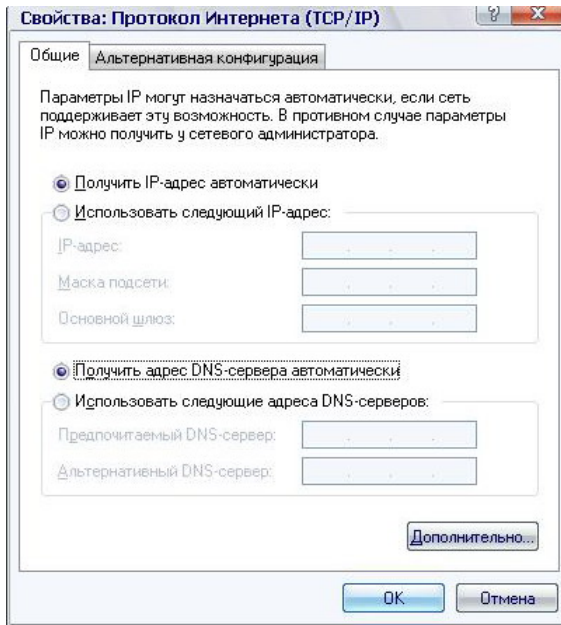 Свойства: Протокол Интернета (TCP/IP)
Общие
Альтернативная конфигурация
Параметры IP могут назначаться автоматически, если сеть
поддерживает эту возможность. В противном случае параметры
IP можно получить у сетевого администратора.
Получить IP-адрес автоматически
Использовать следующий IP-адрес:
IP-адрес:
Маска подсети:
Основной шлюз:
Получить адрес DNS-сервера автоматически
Использовать следующие адреса DNS-серверов:
Предпочитаемый DNS-сервер:
Альтернативный DNS-сервер:
Дополнительно...
OK
Отмена